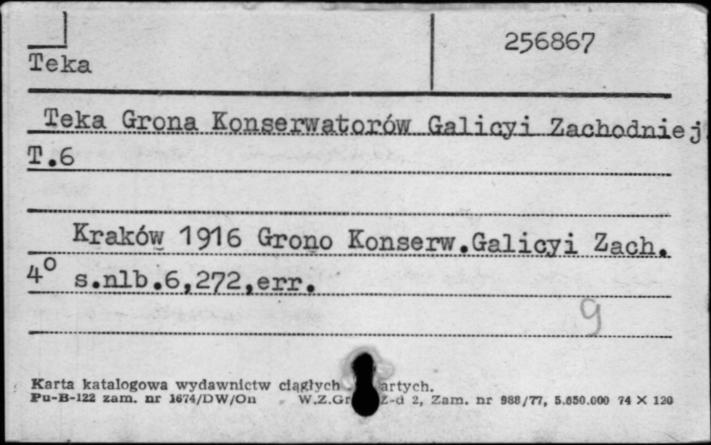 256867
Teka
Teka Grona Konserwatorów Galicyi Zachodniej
T.6
Kraków 1916 Grono Konserw.Galicyi Zach.
4° s.nlb.6,272,err.
9
Karta katalogowa wydawnictw ciągłych artych.
Pu-B-122 zam. nr 1674/DW/On W.Z.Gr Z-d 2, Zam. nr 988/77, 5.650.000 74 X 120